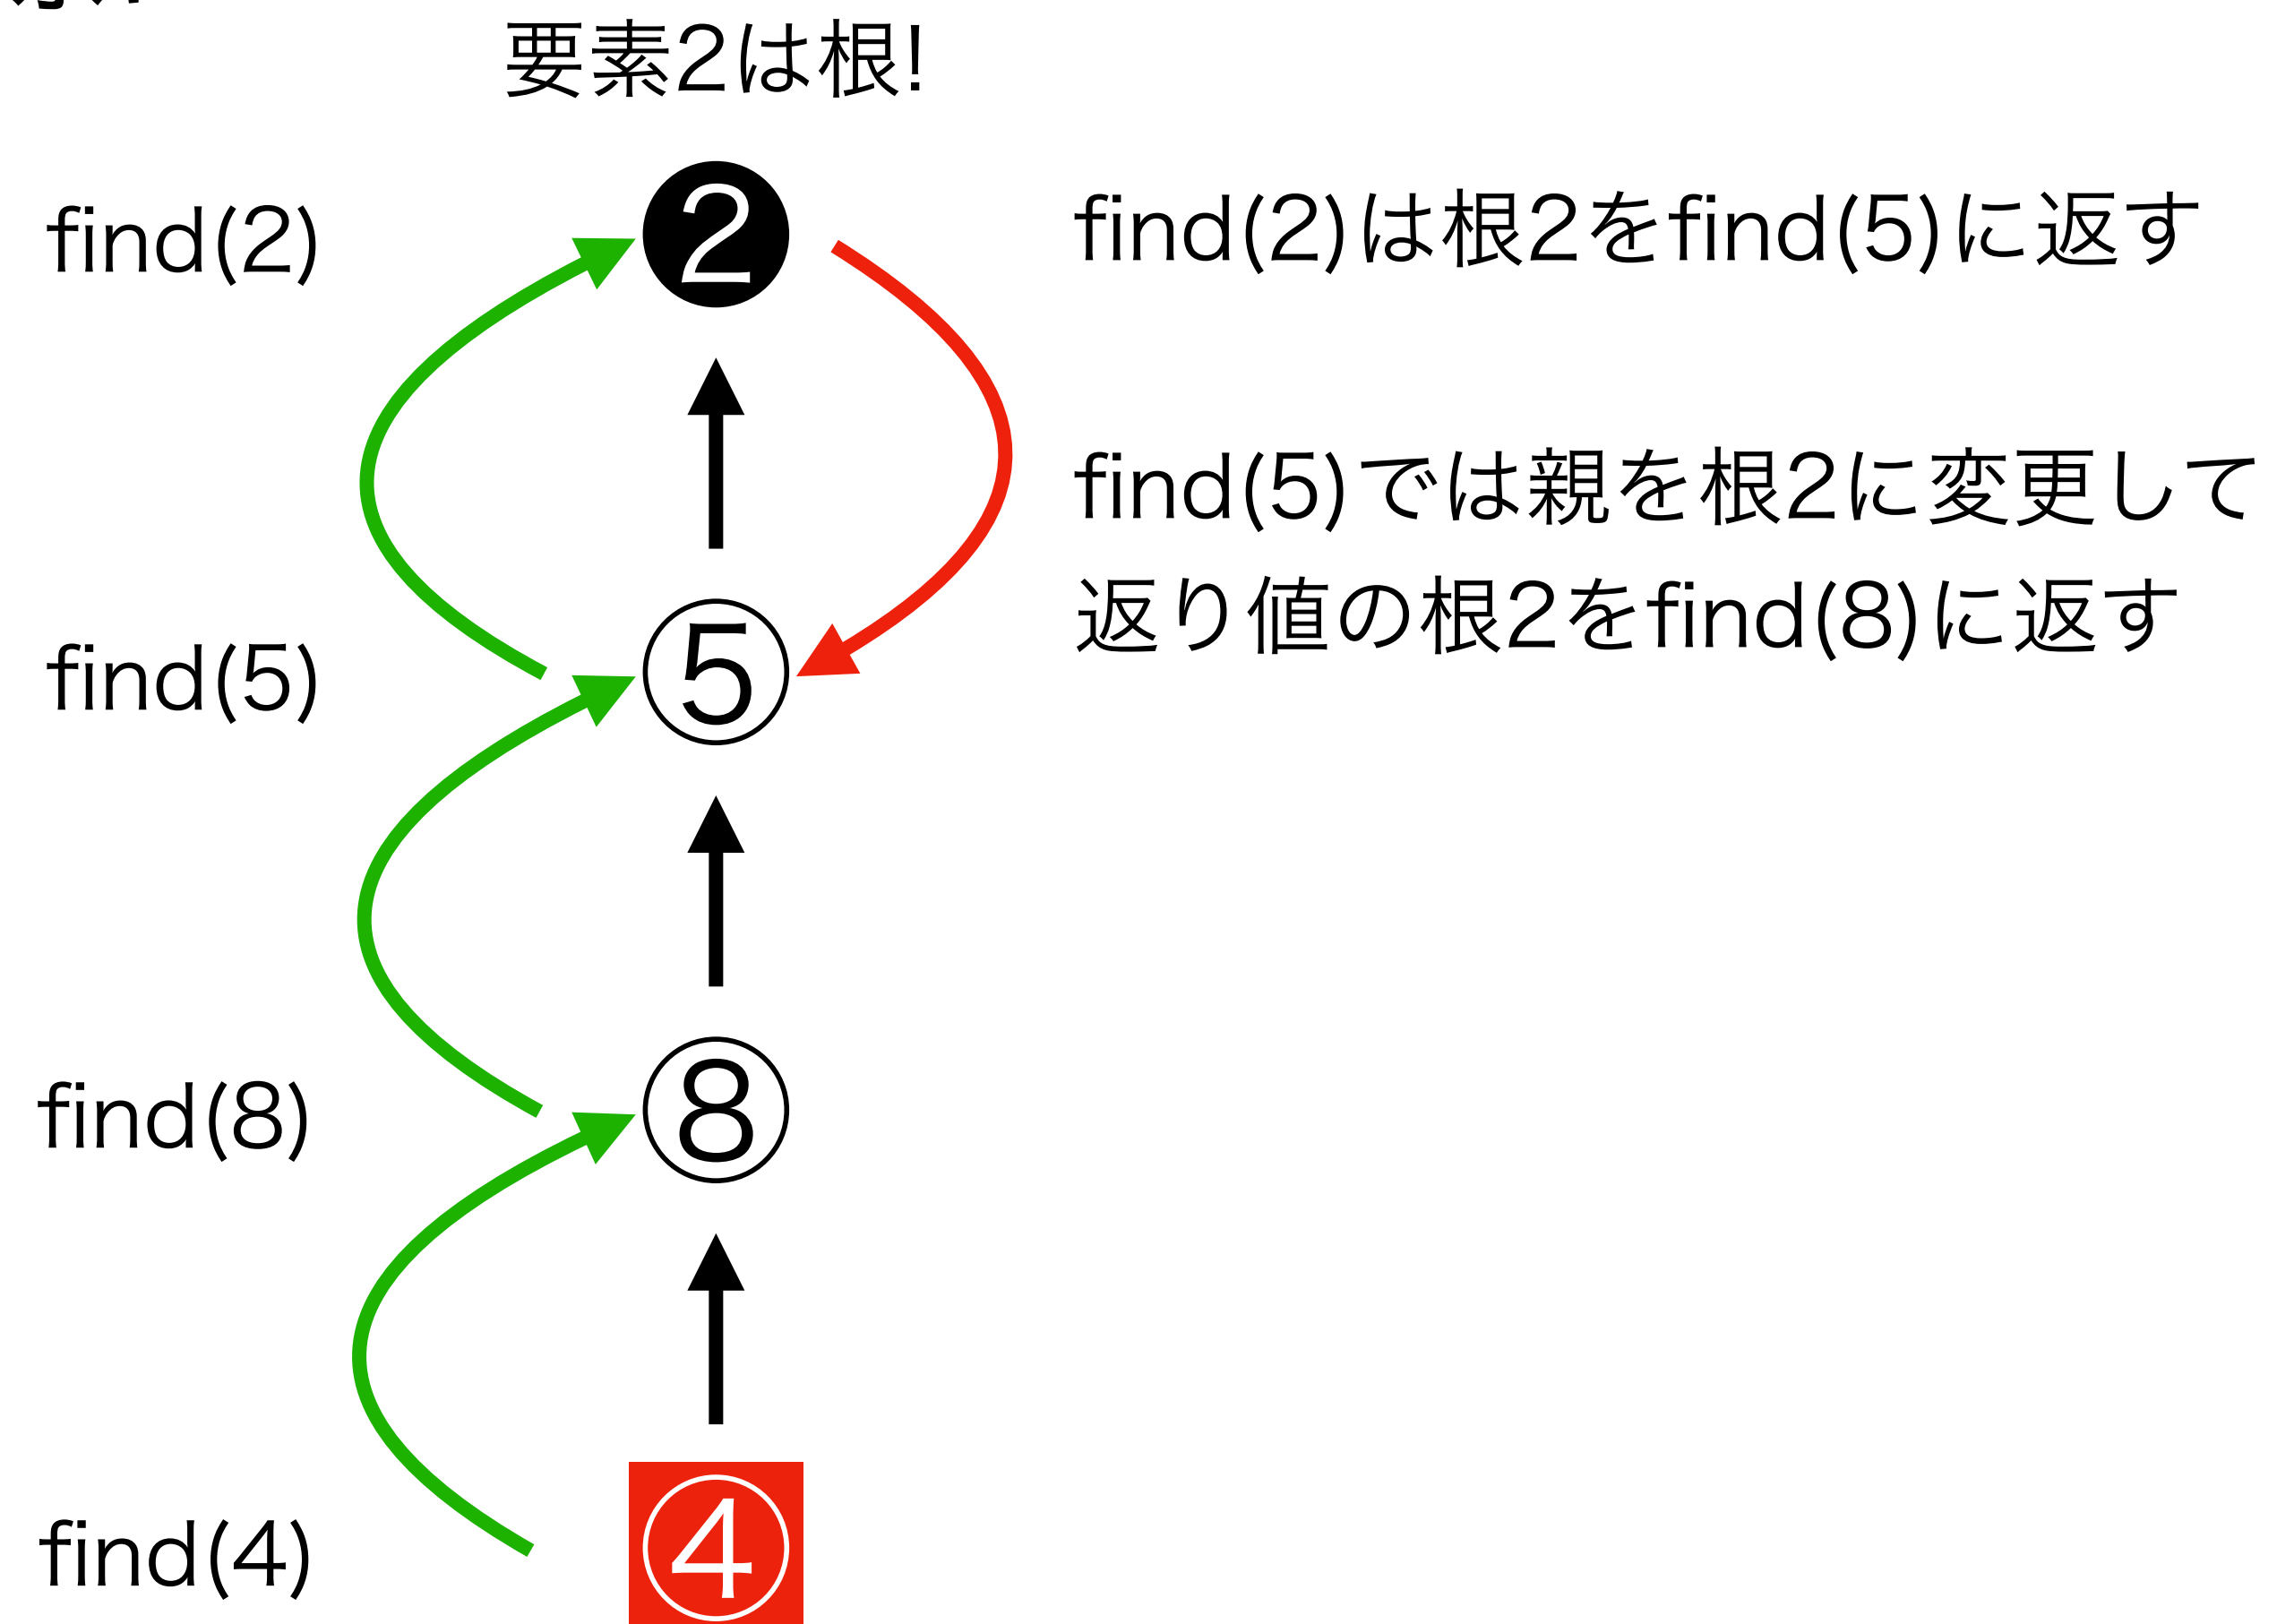 要素2は根!
find(2)
2
find(2)は根2をfind(5)に返す
find(5)では親を根2に変更して
返り値の根2をfind(8)に返す
find(5)
5
find(8)
8
find(4)
4